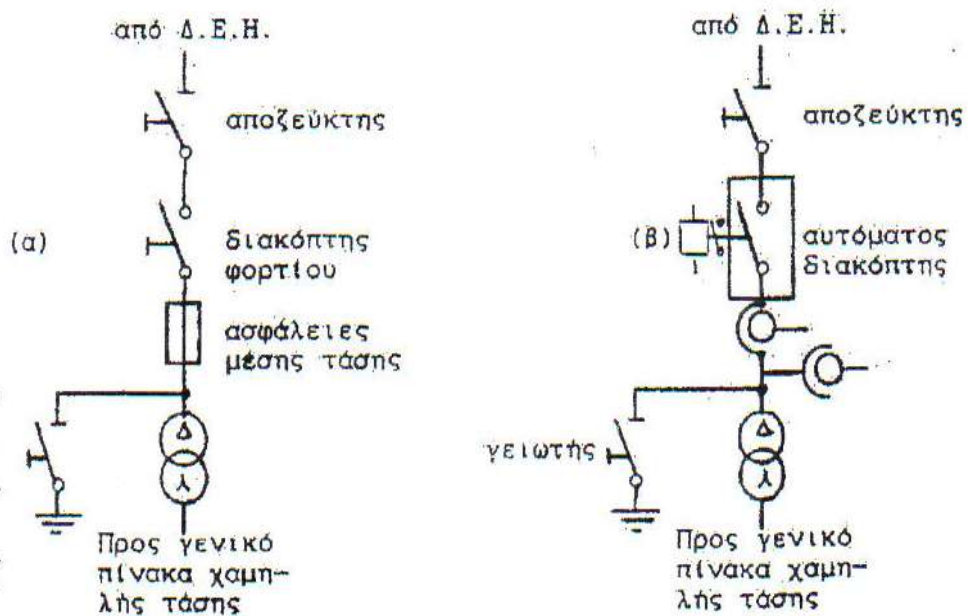 από Δ.Ε.Η.
αποζεύκτης
(α)
διακόπτης
φορτίου
ασφάλειες
μέσης τάσης
Δ
λ
Προς γενικό
πίνακα χαμη-
λής τάσης
από Δ.Ε.Η.
αποζεύκτης
(β)
αυτόματος
διακόπτης
γειωτής
Δ
λ
Προς γενικό
πίνακα χαμη-
λής τάσης